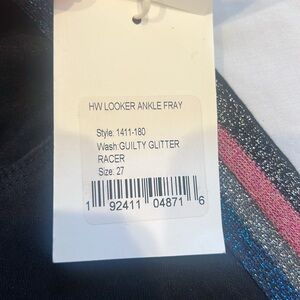 HW LOOKER ANKLE FRAY
Style: 1411-180
Wash:GUILTY GLITTER
RACER
Size: 27
1 92411 04871 6